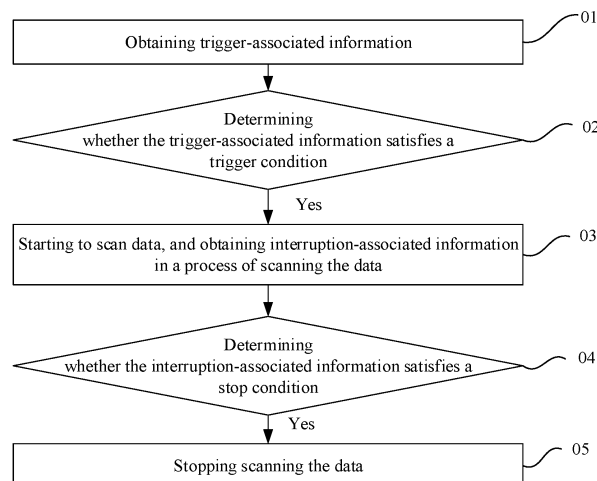 01
Obtaining trigger-associated information
Determining
whether the trigger-associated information satisfies a
trigger condition
02
Yes
Starting to scan data, and obtaining interruption-associated information
in a process of scanning the data
03
Determining
whether the interruption-associated information satisfies a
stop condition
04
Yes
Stopping scanning the data
05